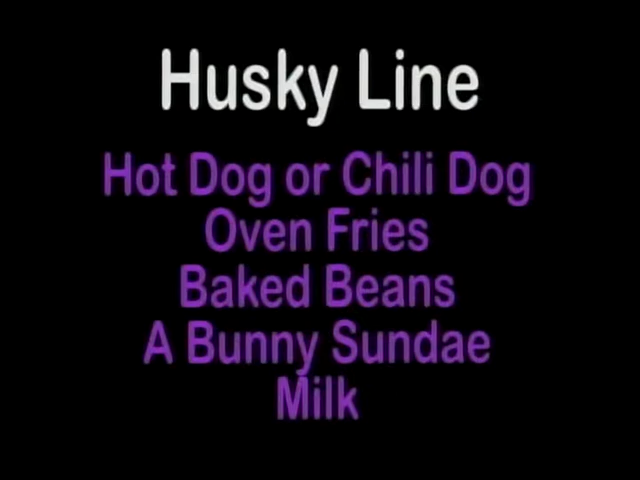 Husky Line
Hot Dog or Chili Dog
Oven Fries
Baked Beans
A Bunny Sundae
Milk